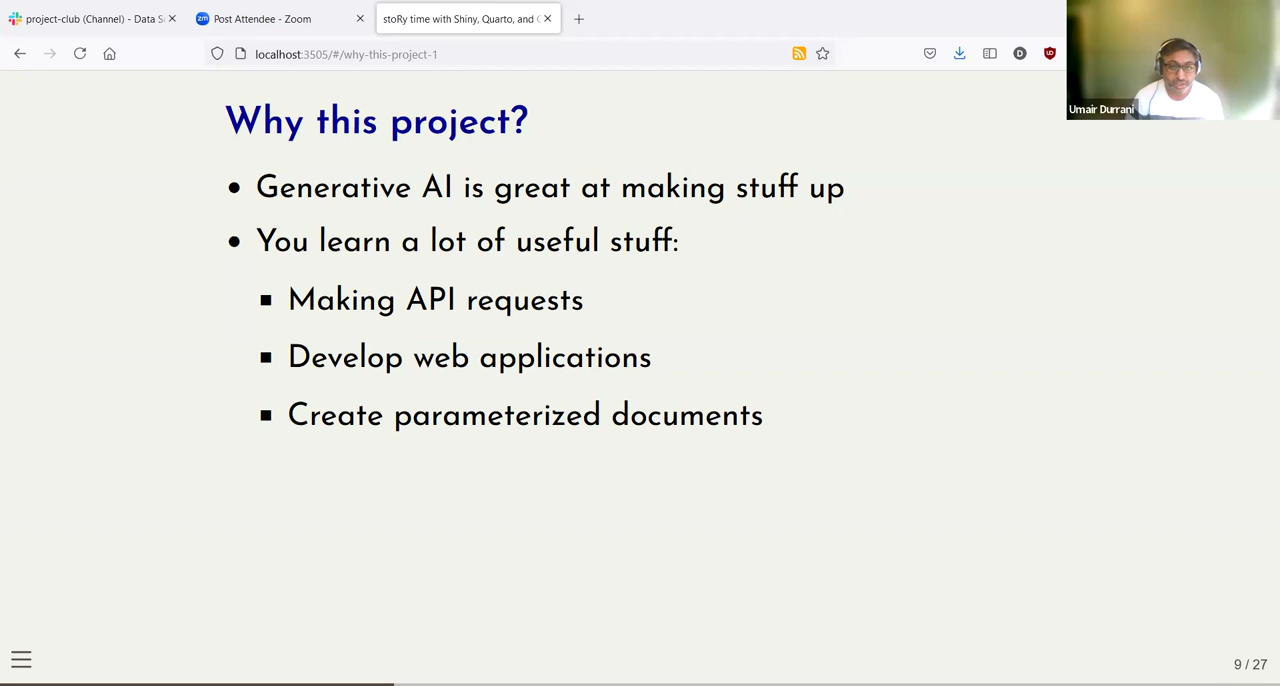 project-club (Channel) - Data S
Post Attendee - Zoom
stoRy time with Shiny, Quarto, and
localhost:3505/#/why-this-project-1
Umair Durrani
Why this project?
Generative AI is great at making stuff up
You learn a lot of useful stuff:
Making API requests
Develop web applications
Create parameterized documents
9 / 27